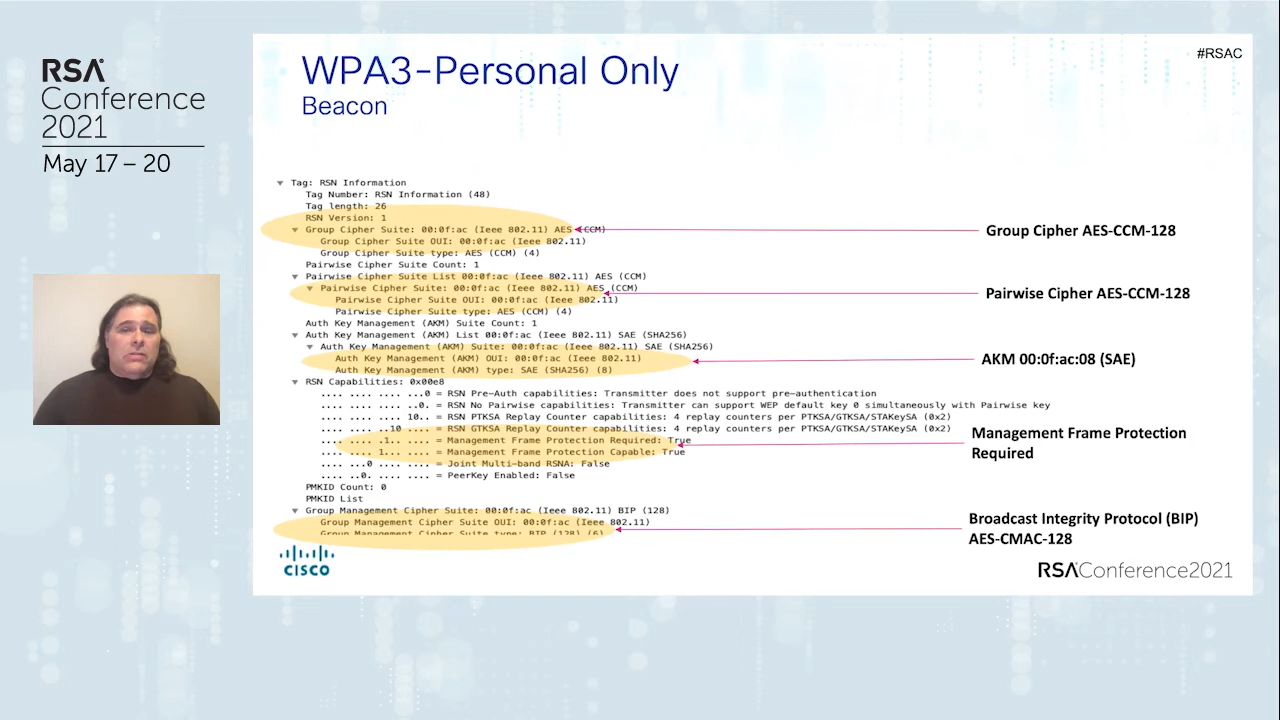 RSA
Conference
2021
May 17 – 20
#RSAC
WPA3-Personal Only
Beacon
Tag: RSN Information
Tag Number: RSN Information (48)
Tag length: 26
RSN Version: 1
Group Cipher Suite: 00:0f:ac (Ieee 802.11) AES (CCM)
Group Cipher Suite OUI: 00:0f:ac (Ieee 802.11)
Group Cipher Suite type: AES (CCM) (4)
Pairwise Cipher Suite Count: 1
Pairwise Cipher Suite List 00:0f:ac (Ieee 802.11) AES (CCM)
Pairwise Cipher Suite: 00:0f:ac (Ieee 802.11) AES (CCM)
Pairwise Cipher Suite OUI: 00:0f:ac (Ieee 802.11)
Pairwise Cipher Suite type: AES (CCM) (4)
Auth Key Management (AKM) Suite Count: 1
Auth Key Management (AKM) List 00:0f:ac (Ieee 802.11) SAE (SHA256)
Auth Key Management (AKM) Suite: 00:0f:ac (Ieee 802.11) SAE (SHA256)
Auth Key Management (AKM) OUI: 00:0f:ac (Ieee 802.11)
Auth Key Management (AKM) type: SAE (SHA256) (8)
RSN Capabilities: 0x00e8
.... .... .... ...0 = RSN Pre-Auth capabilities: Transmitter does not support pre-authentication
.... .... .... ..0. = RSN No Pairwise capabilities: Transmitter can support WEP default key 0 simultaneously with Pairwise key
.... .... .... 10.. = RSN PTKSA Replay Counter capabilities: 4 replay counters per PTKSA/GTKSA/STAKeySA (0x2)
.... .... ..10 .... = RSN GTKSA Replay Counter capabilities: 4 replay counters per PTKSA/GTKSA/STAKeySA (0x2)
.... .... .1.. .... = Management Frame Protection Required: True
.... .... 1... .... = Management Frame Protection Capable: True
.... ...0 .... .... = Joint Multi-band RSNA: False
.... ..0. .... .... = PeerKey Enabled: False
PMKID Count: 0
PMKID List
Group Management Cipher Suite: 00:0f:ac (Ieee 802.11) BIP (128)
Group Management Cipher Suite OUI: 00:0f:ac (Ieee 802.11)
Group Management Cipher Suite type: BIP (128) (6)
Group Cipher AES-CCM-128
Pairwise Cipher AES-CCM-128
AKM 00:0f:ac:08 (SAE)
Management Frame Protection
Required
Broadcast Integrity Protocol (BIP)
AES-CMAC-128
CISCO
RSAConference2021